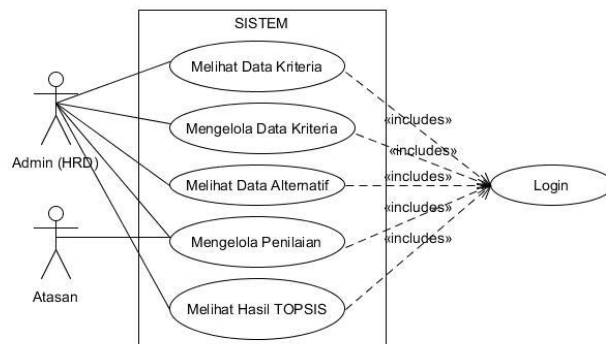 SISTEM
Melihat Data Kriteria
«includes»
Mengelola Data Kriteria
«includes»
Admin (HRD)
Melihat Data Alternatif
«includes»
Login
«includes»
Mengelola Penilaian
«includes»
Atasan
Melihat Hasil TOPSIS